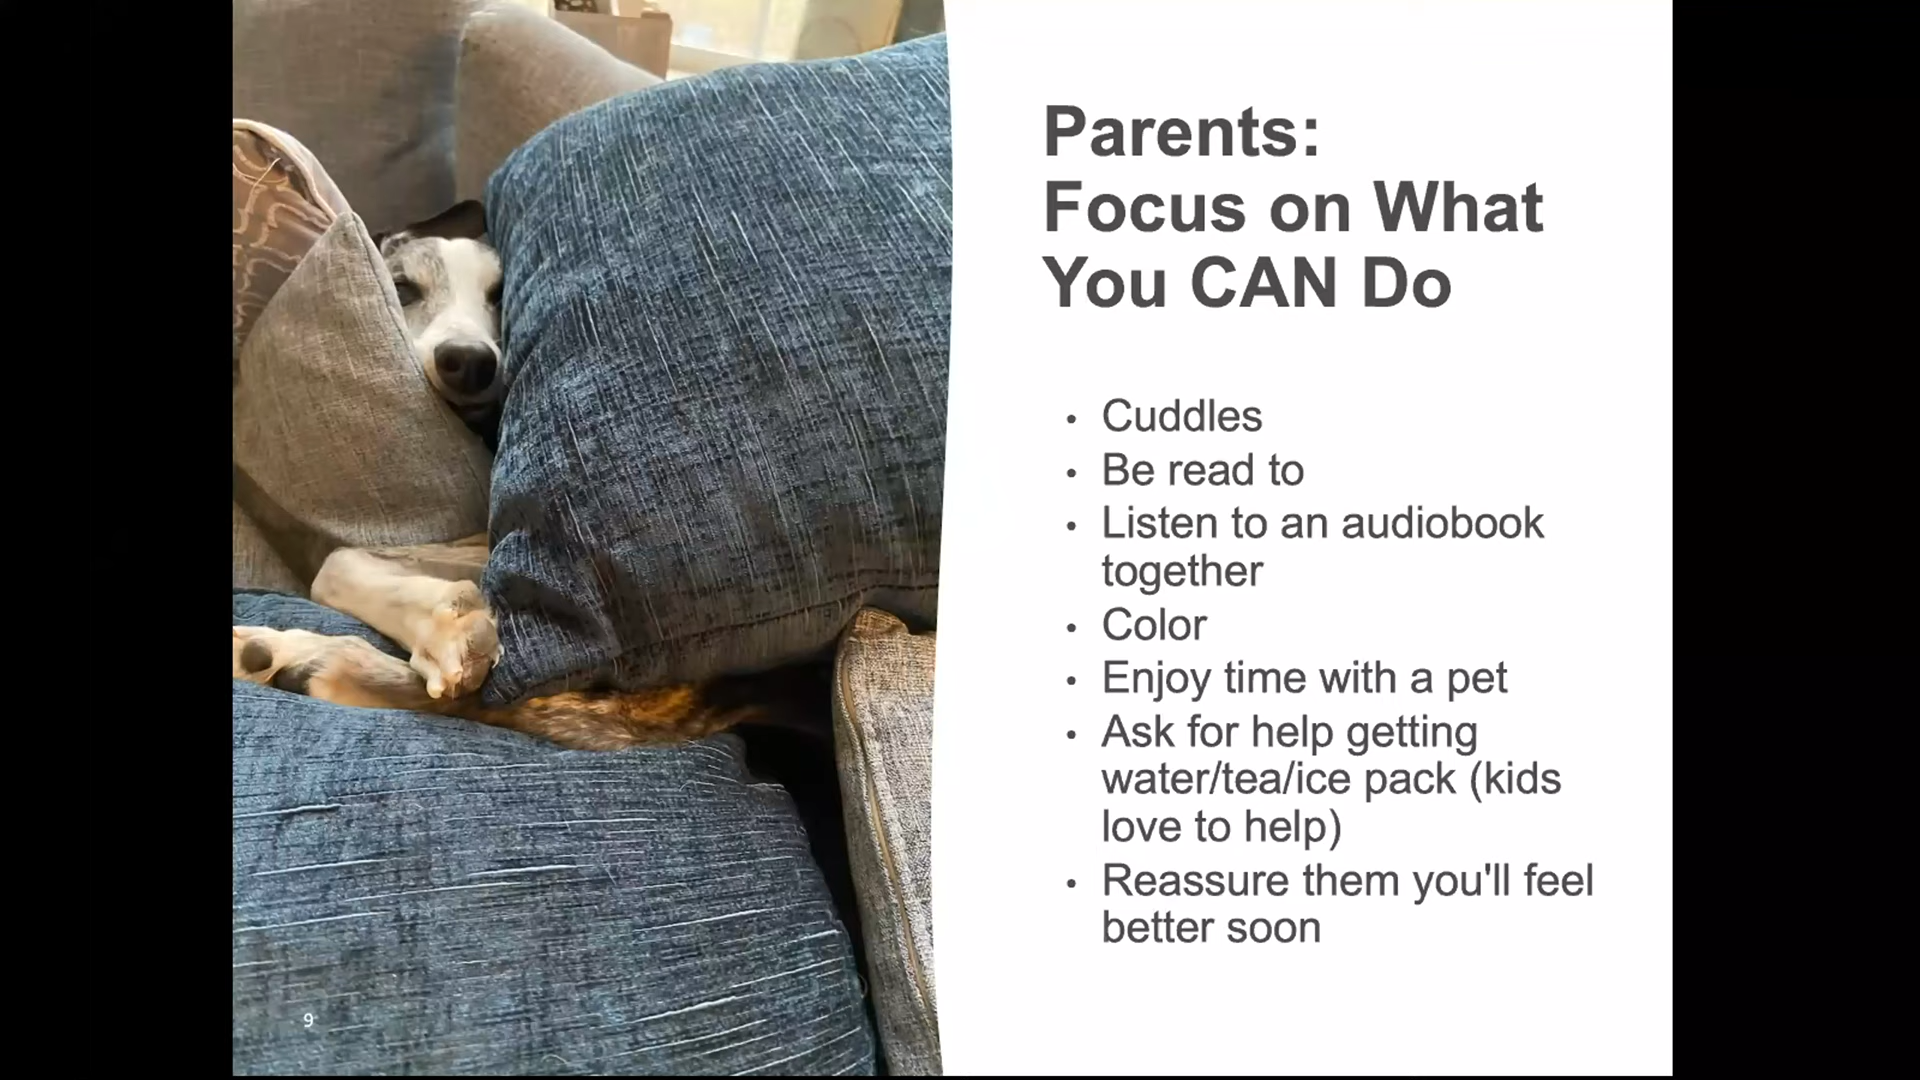 Parents:
Focus on What
You CAN Do
• Cuddles
• Be read to
• Listen to an audiobook
together
• Color
• Enjoy time with a pet
• Ask for help getting
water/tea/ice pack (kids
love to help)
• Reassure them you'll feel
better soon
9